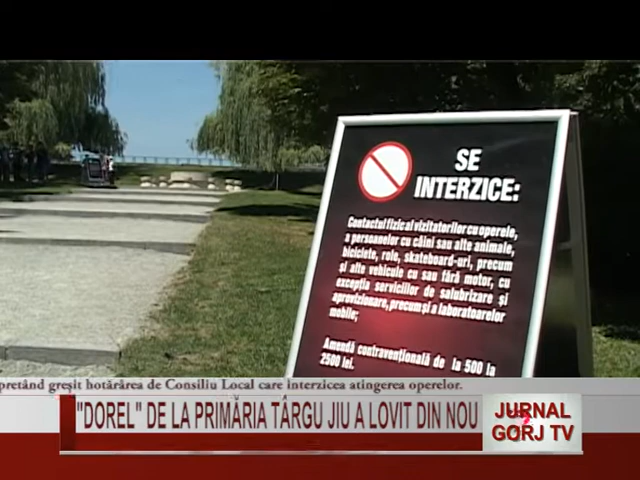 SE
INTERZICE:
Contactul fizic al vizitatorilor cu operele,
a persoanelor cu câini sau alte animale,
biciclete, role, skateboard-uri, precum
și alte vehicule cu sau fără motor, cu
excepția serviciilor de salubrizare și
aprovizionare, precum și a laboratoarelor
mobile;
Amendă contravențională de la 500 la
2500 lei.
pretând greșit hotărârea de Consiliu Local care interzicea atingerea operelor.
"DOREL" DE LA PRIMĂRIA TÂRGU JIU A LOVIT DIN NOU
JURNAL
GORJ TV